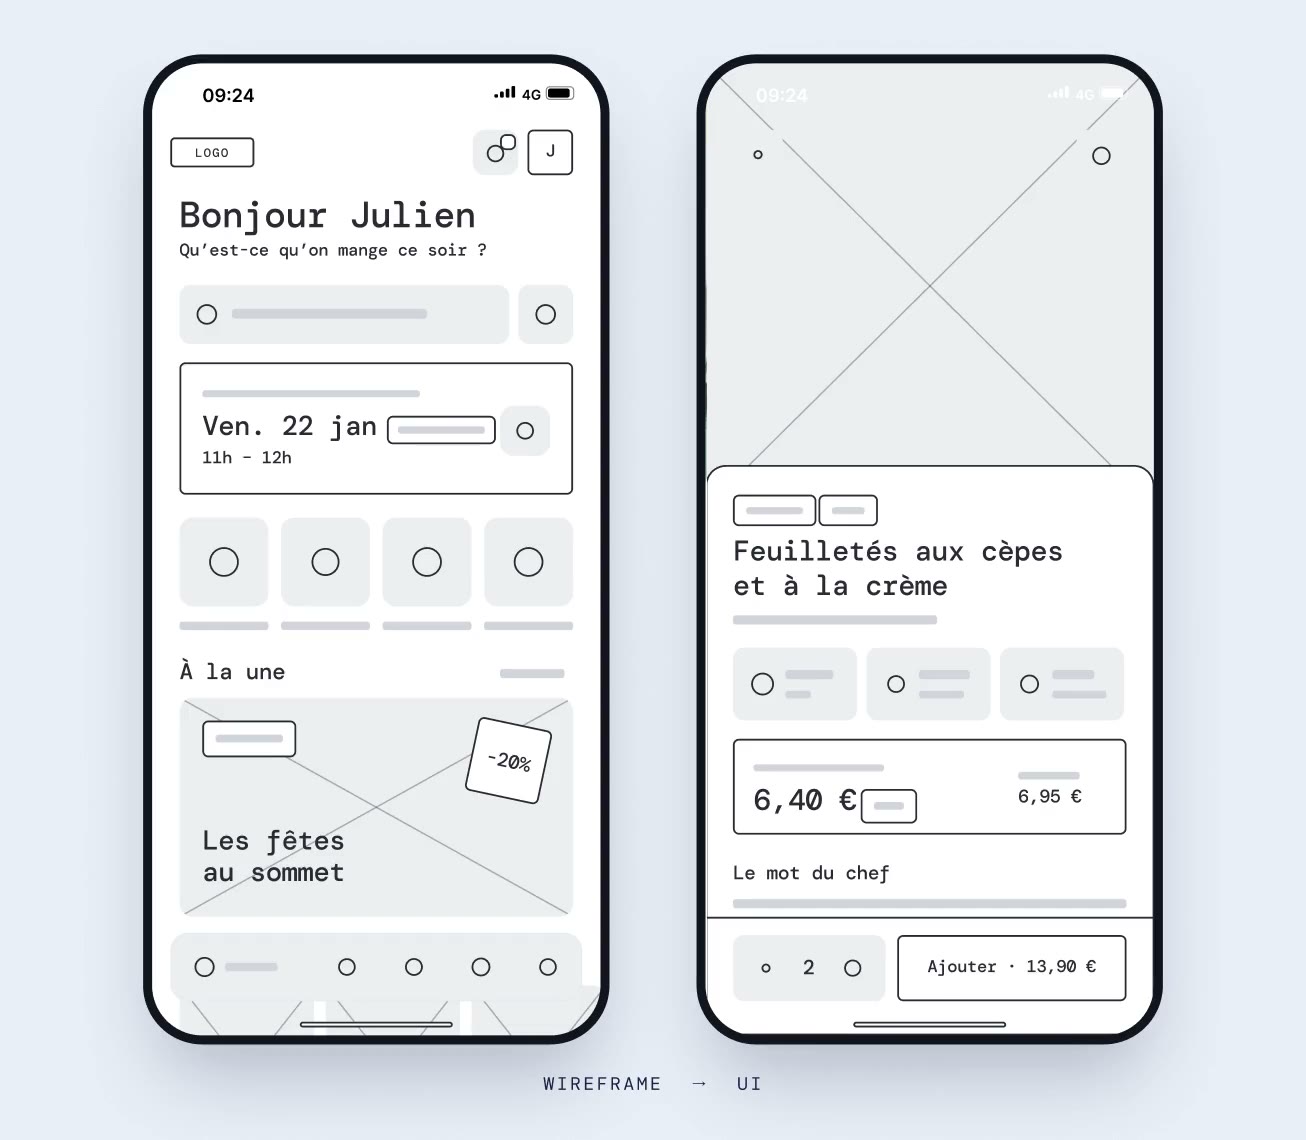 09:24
4G
LOGO
J
Bonjour Julien
Qu’est-ce qu’on mange ce soir ?
Ven. 22 jan
11h – 12h
À la une
-20%
Les fêtes
au sommet
09:24
4G
Feuilletés aux cèpes
et à la crème
6,40 €
6,95 €
Le mot du chef
2
Ajouter · 13,90 €
WIREFRAME → UI